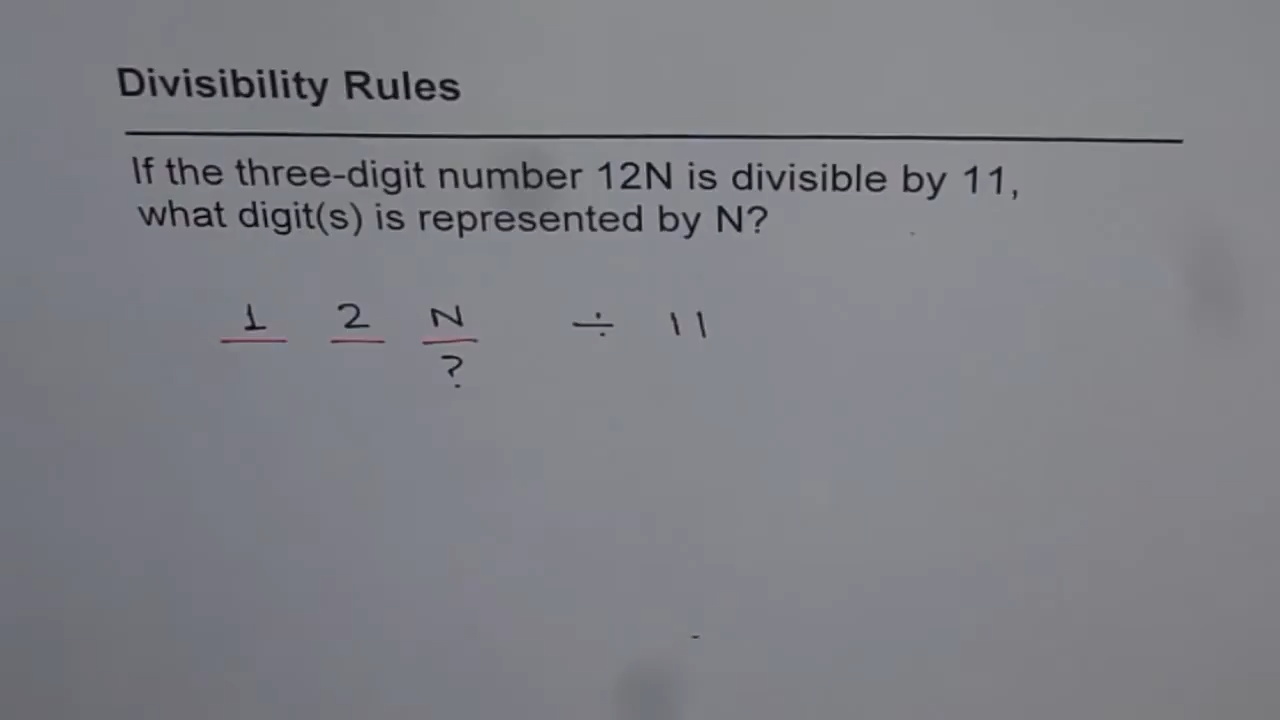 Divisibility Rules
If the three-digit number 12N is divisible by 11,
what digit(s) is represented by N?
1 2 N ÷ 11
?